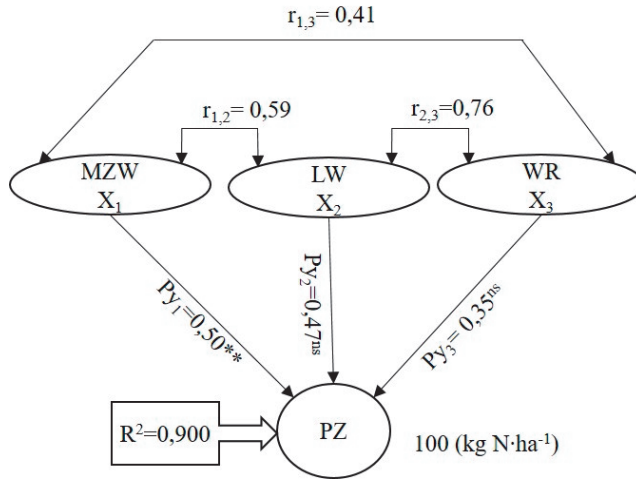 r₁,₃= 0,41
r₁,₂= 0,59
r₂,₃=0,76
MZW
X₁
LW
X₂
WR
X₃
Py₁=0,50**
Py₂=0,47ⁿˢ
Py₃= 0,35ⁿˢ
R²=0,900
PZ
100 (kg N·ha⁻¹)